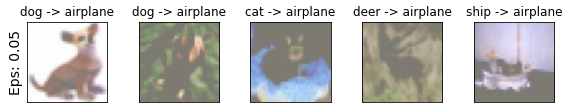 dog -> airplane
dog -> airplane
cat -> airplane
deer -> airplane
ship -> airplane
Eps: 0.05